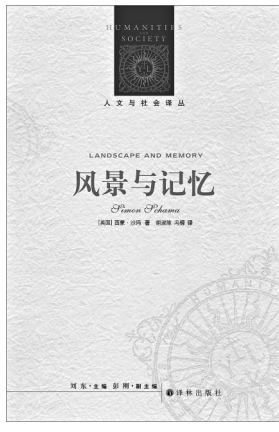 HUMANITIES
SOCIETY
人文与社会译丛
LANDSCAPE AND MEMORY
风景与记忆
Simon Schama
[英国] 西蒙·沙玛 著 胡淑陈 冯樨 译
刘东·主编 彭刚·副主编 译林出版社